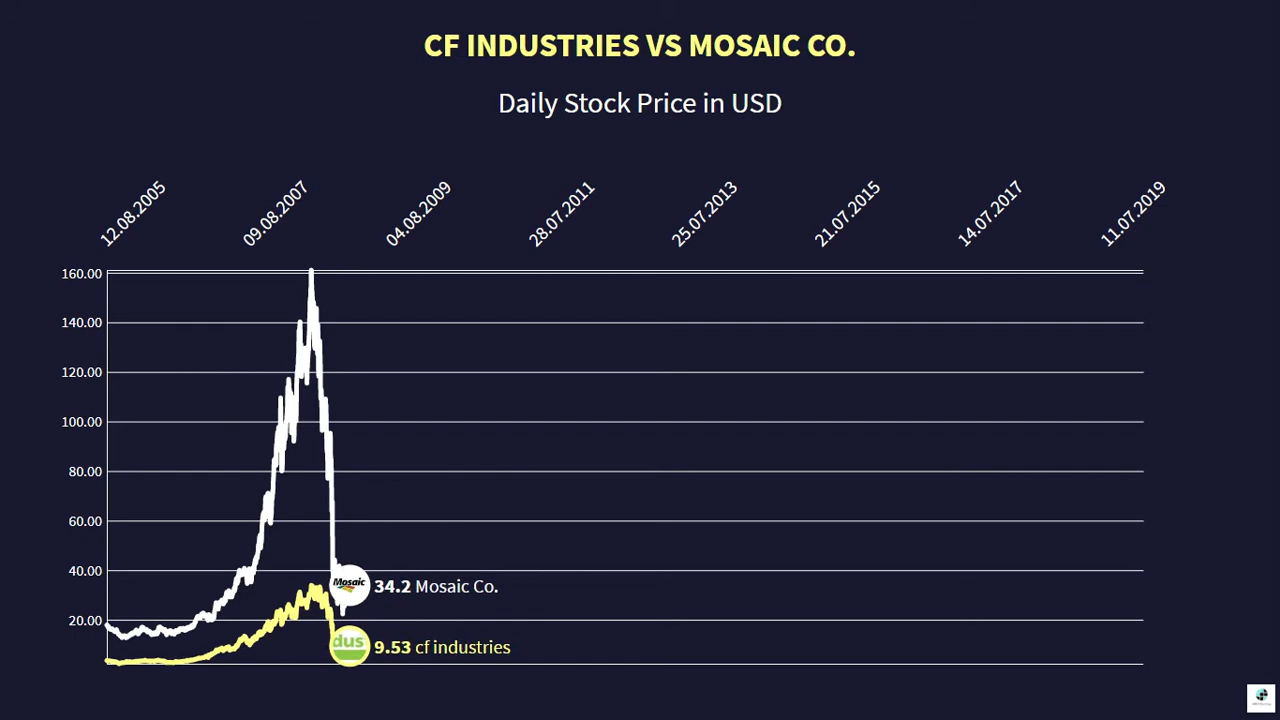 CF INDUSTRIES VS MOSAIC CO.
Daily Stock Price in USD
12.08.2005
09.08.2007
04.08.2009
28.07.2011
25.07.2013
21.07.2015
14.07.2017
11.07.2019
160.00
140.00
120.00
100.00
80.00
60.00
40.00
20.00
Mosaic
34.2 Mosaic Co.
dus
9.53 cf industries